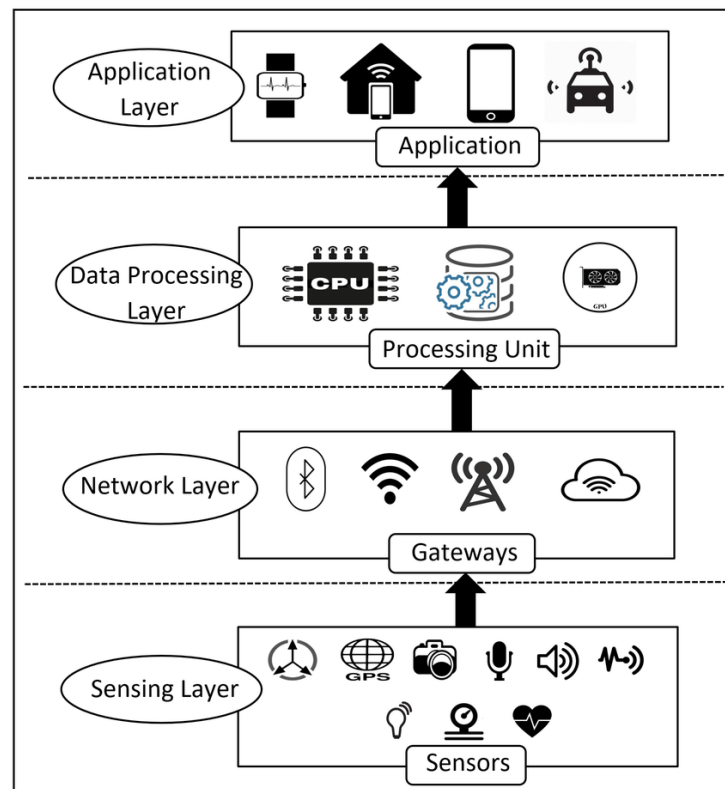 Application
Layer
Application
Data Processing
Layer
CPU
GPU
Processing Unit
Network Layer
Gateways
GPS
Sensing Layer
Sensors